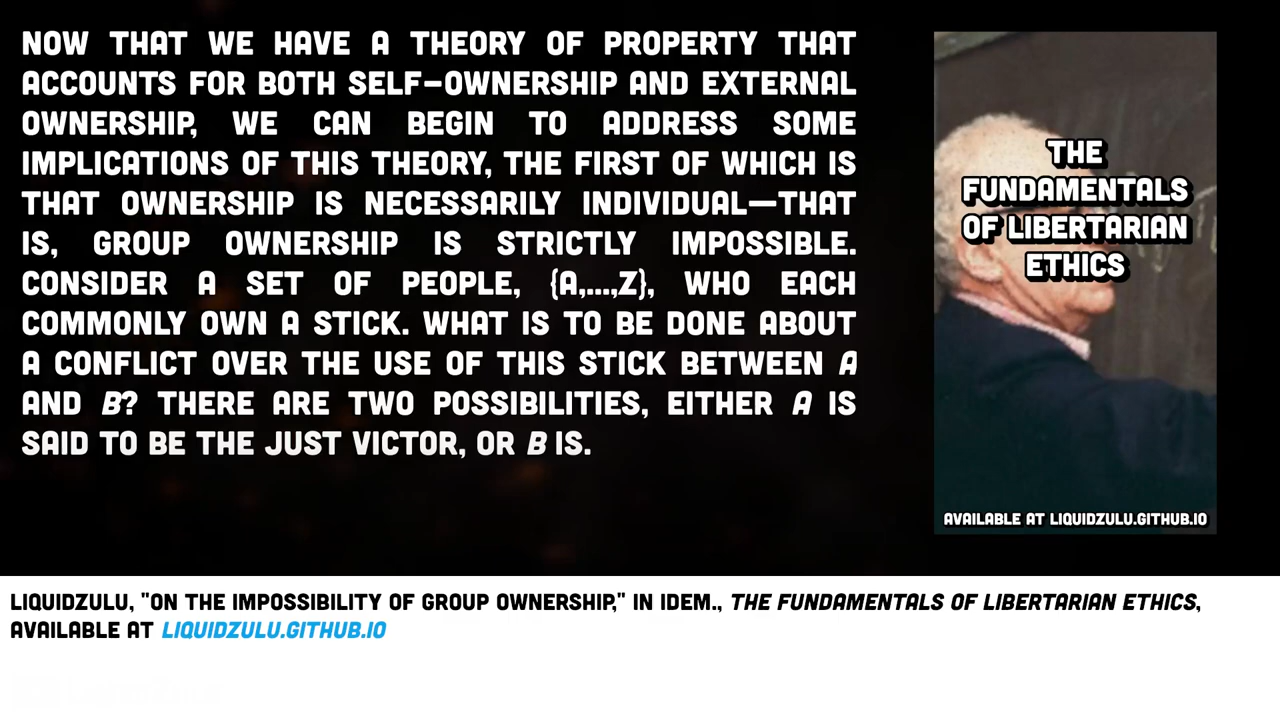 NOW THAT WE HAVE A THEORY OF PROPERTY THAT
ACCOUNTS FOR BOTH SELF-OWNERSHIP AND EXTERNAL
OWNERSHIP, WE CAN BEGIN TO ADDRESS SOME
IMPLICATIONS OF THIS THEORY, THE FIRST OF WHICH IS
THAT OWNERSHIP IS NECESSARILY INDIVIDUAL—THAT
IS, GROUP OWNERSHIP IS STRICTLY IMPOSSIBLE.
CONSIDER A SET OF PEOPLE, {A,...,Z}, WHO EACH
COMMONLY OWN A STICK. WHAT IS TO BE DONE ABOUT
A CONFLICT OVER THE USE OF THIS STICK BETWEEN A
AND B? THERE ARE TWO POSSIBILITIES, EITHER A IS
SAID TO BE THE JUST VICTOR, OR B IS.
THE
FUNDAMENTALS
OF LIBERTARIAN
ETHICS
AVAILABLE AT LIQUIDZULU.GITHUB.IO
LIQUIDZULU, "ON THE IMPOSSIBILITY OF GROUP OWNERSHIP," IN IDEM., THE FUNDAMENTALS OF LIBERTARIAN ETHICS,
AVAILABLE AT LIQUIDZULU.GITHUB.IO